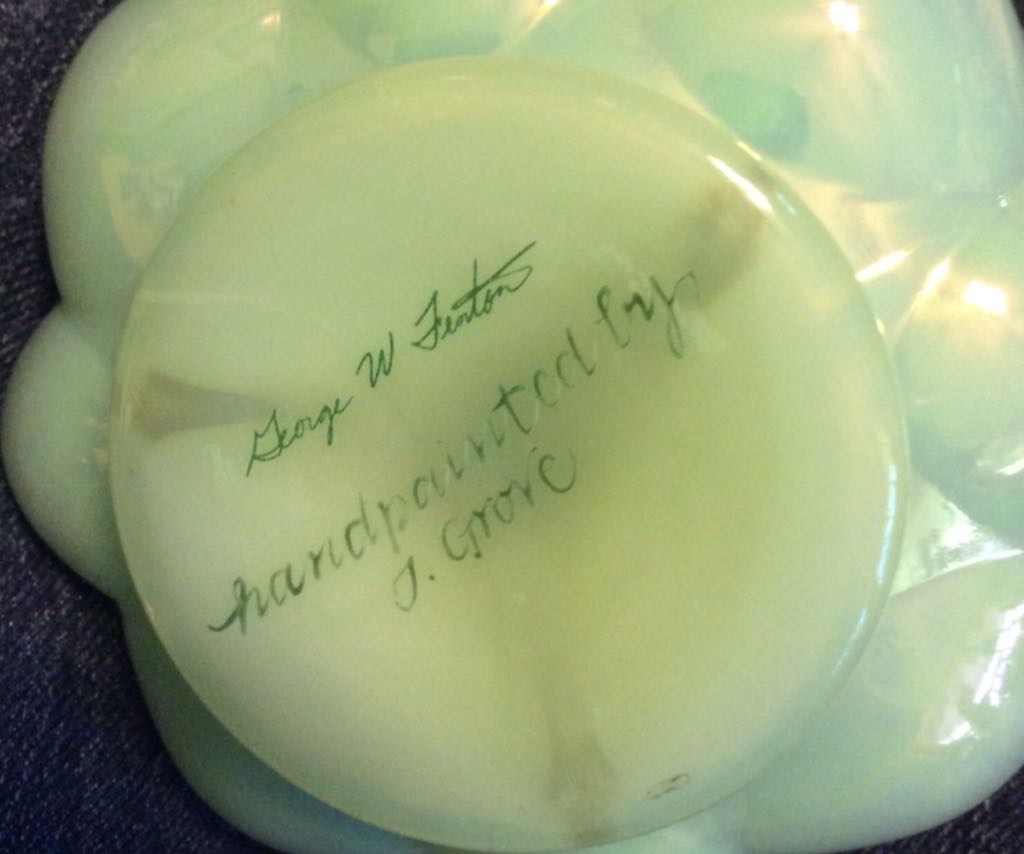 George W Fenton
handpainted by
J. Grove